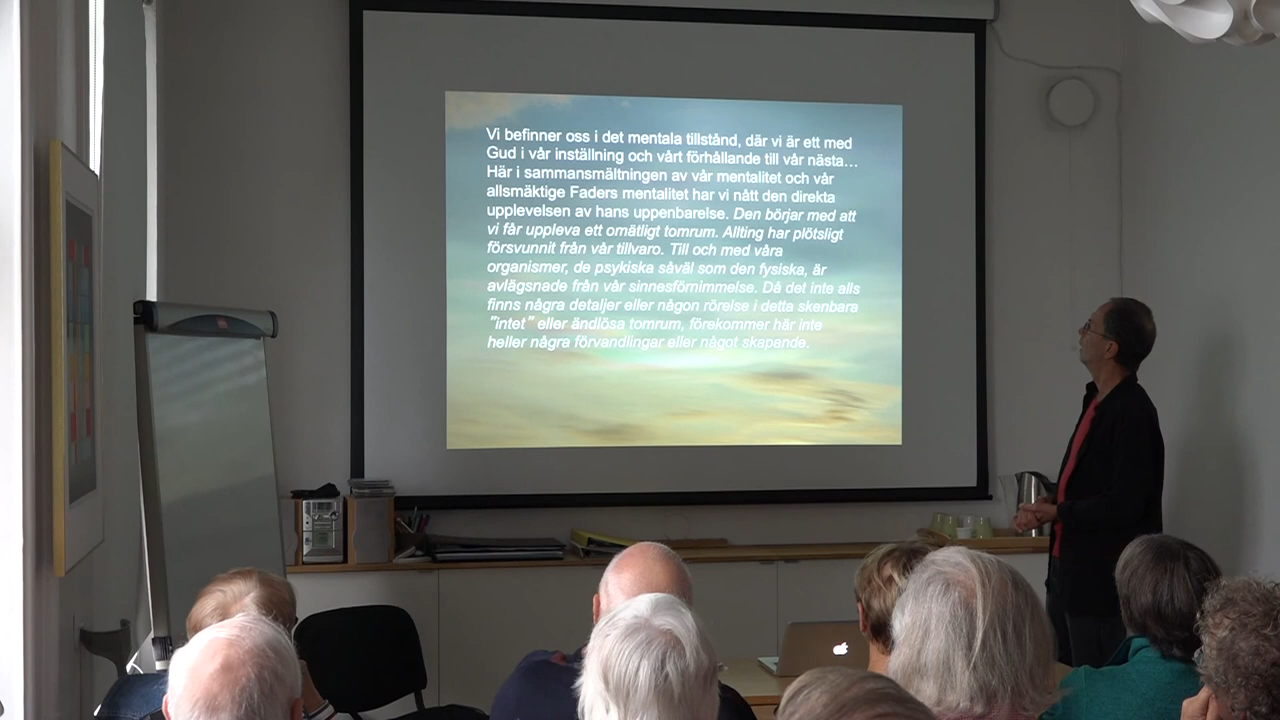 Vi befinner oss i det mentala tillstånd, där vi är ett med
Gud i vår inställning och vårt förhållande till vår nästa…
Här i sammansmältningen av vår mentalitet och vår
allsmäktige Faders mentalitet har vi nått den direkta
upplevelsen av hans uppenbarelse. Den börjar med att
vi får uppleva ett omätligt tomrum. Allting har plötsligt
försvunnit från vår tillvaro. Till och med våra
organismer, de psykiska såväl som den fysiska, är
avlägsnade från vår sinnesförnimmelse. Då det inte alls
finns några detaljer eller någon rörelse i detta skenbara
”intet” eller ändlösa tomrum, förekommer här inte
heller några förvandlingar eller något skapande.